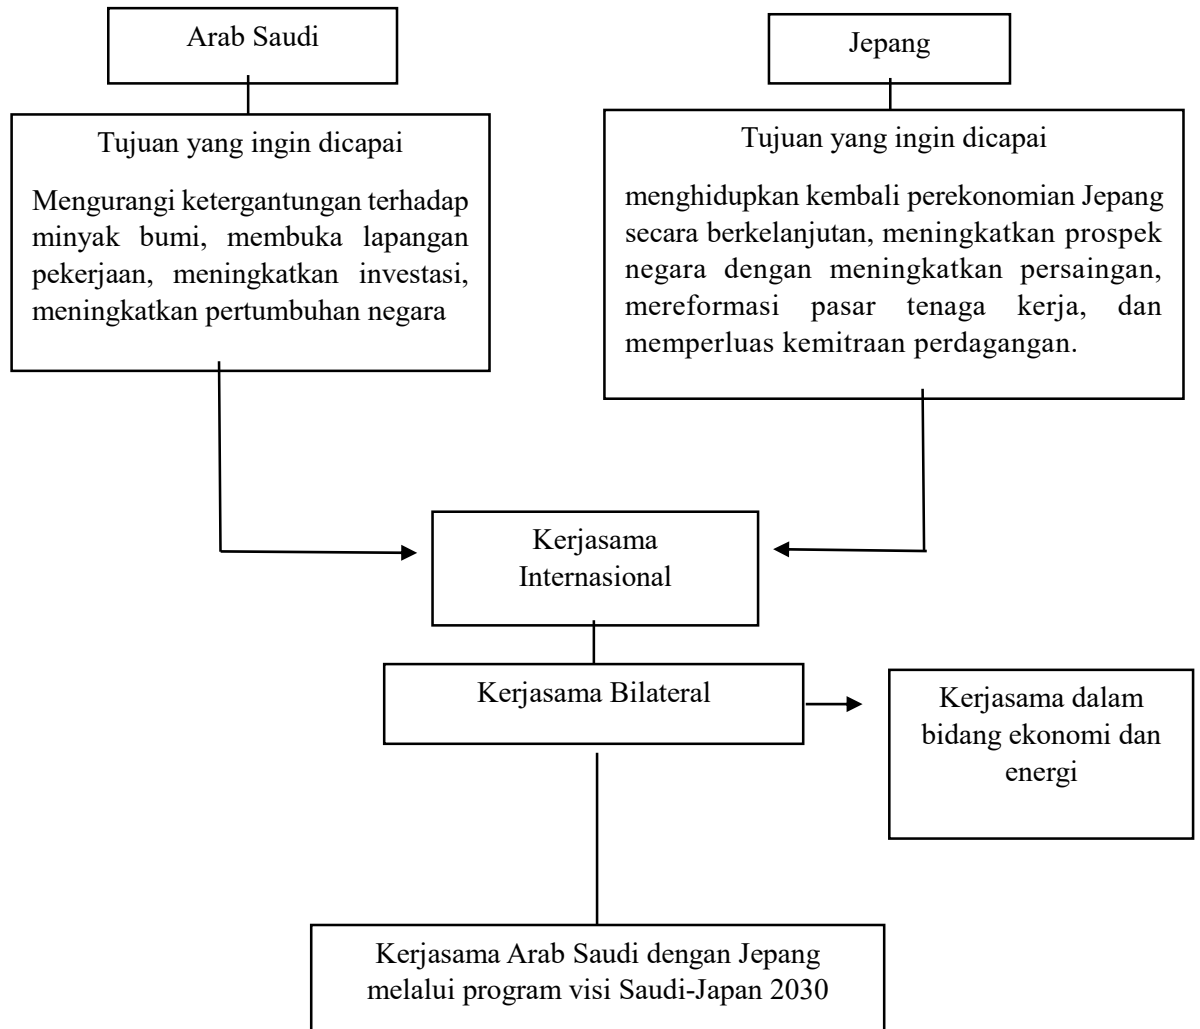 Arab Saudi
Jepang
Tujuan yang ingin dicapai
Mengurangi ketergantungan terhadap
minyak bumi, membuka lapangan
pekerjaan, meningkatkan investasi,
meningkatkan pertumbuhan negara
Tujuan yang ingin dicapai
menghidupkan kembali perekonomian Jepang
secara berkelanjutan, meningkatkan prospek
negara dengan meningkatkan persaingan,
mereformasi pasar tenaga kerja, dan
memperluas kemitraan perdagangan.
Kerjasama
Internasional
Kerjasama Bilateral
Kerjasama dalam
bidang ekonomi dan
energi
Kerjasama Arab Saudi dengan Jepang
melalui program visi Saudi-Japan 2030